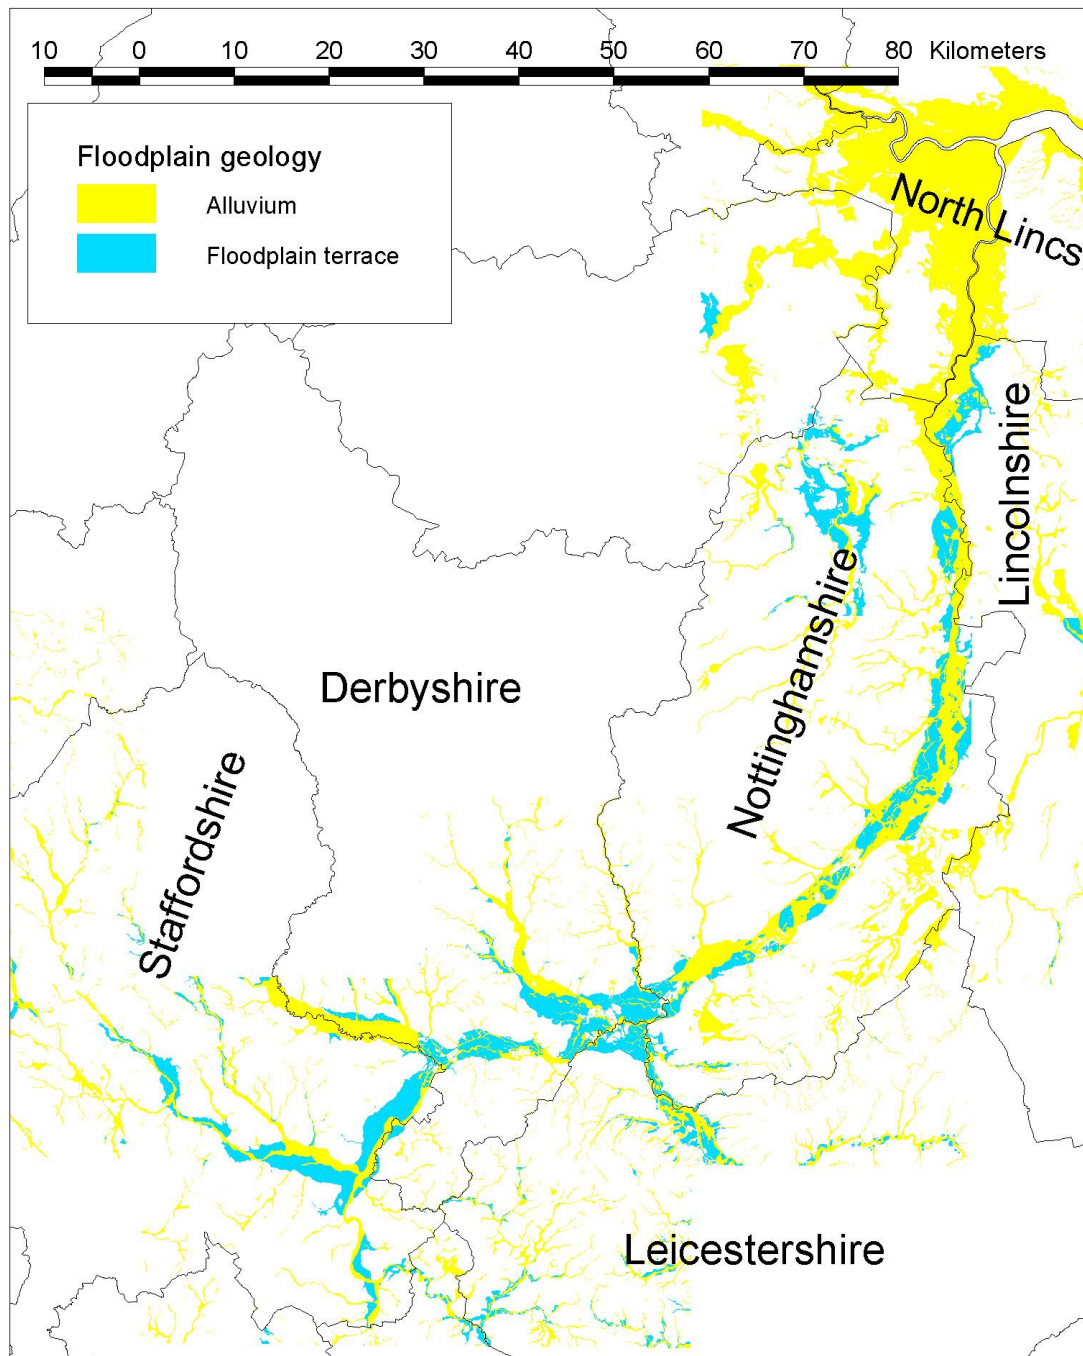 10 0 10 20 30 40 50 60 70 80 Kilometers
Floodplain geology
Alluvium
Floodplain terrace
North Lincs.
Lincolnshire
Nottinghamshire
Derbyshire
Staffordshire
Leicestershire